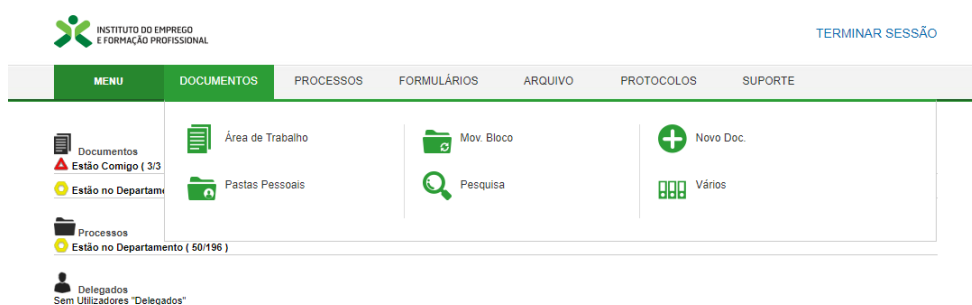 INSTITUTO DO EMPREGO
E FORMAÇÃO PROFISSIONAL
TERMINAR SESSÃO
MENU
DOCUMENTOS
PROCESSOS
FORMULÁRIOS
ARQUIVO
PROTOCOLOS
SUPORTE
Área de Trabalho
Mov. Bloco
Novo Doc.
Pastas Pessoais
Pesquisa
Vários
Documentos
Estão Comigo ( 3/3
Estão no Departame
Processos
Estão no Departamento ( 50/196 )
Delegados
Sem Utilizadores "Delegados"